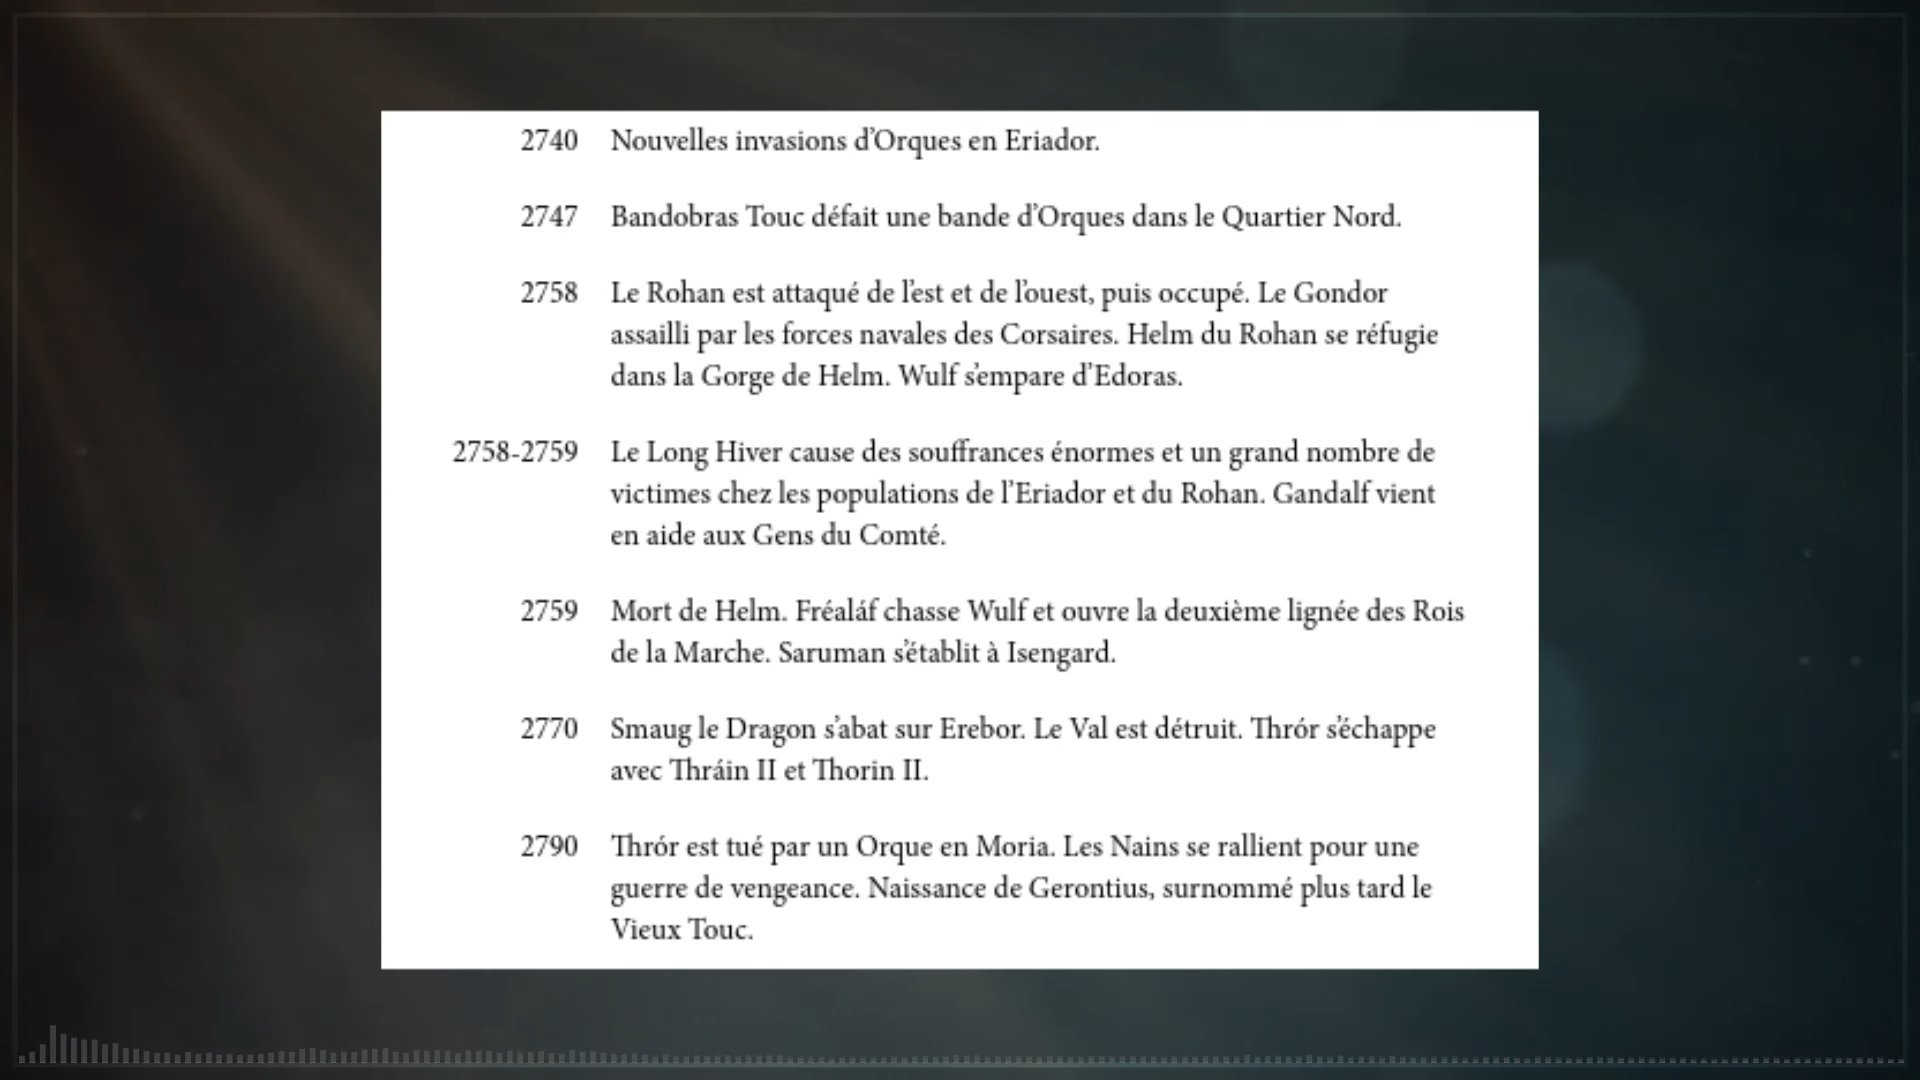 2740 Nouvelles invasions d’Orques en Eriador.
2747 Bandobras Touc défait une bande d’Orques dans le Quartier Nord.
2758 Le Rohan est attaqué de l’est et de l’ouest, puis occupé. Le Gondor
assailli par les forces navales des Corsaires. Helm du Rohan se réfugie
dans la Gorge de Helm. Wulf s’empare d’Edoras.
2758-2759 Le Long Hiver cause des souffrances énormes et un grand nombre de
victimes chez les populations de l’Eriador et du Rohan. Gandalf vient
en aide aux Gens du Comté.
2759 Mort de Helm. Fréaláf chasse Wulf et ouvre la deuxième lignée des Rois
de la Marche. Saruman s’établit à Isengard.
2770 Smaug le Dragon s’abat sur Erebor. Le Val est détruit. Thrór s’échappe
avec Thráin II et Thorin II.
2790 Thrór est tué par un Orque en Moria. Les Nains se rallient pour une
guerre de vengeance. Naissance de Gerontius, surnommé plus tard le
Vieux Touc.